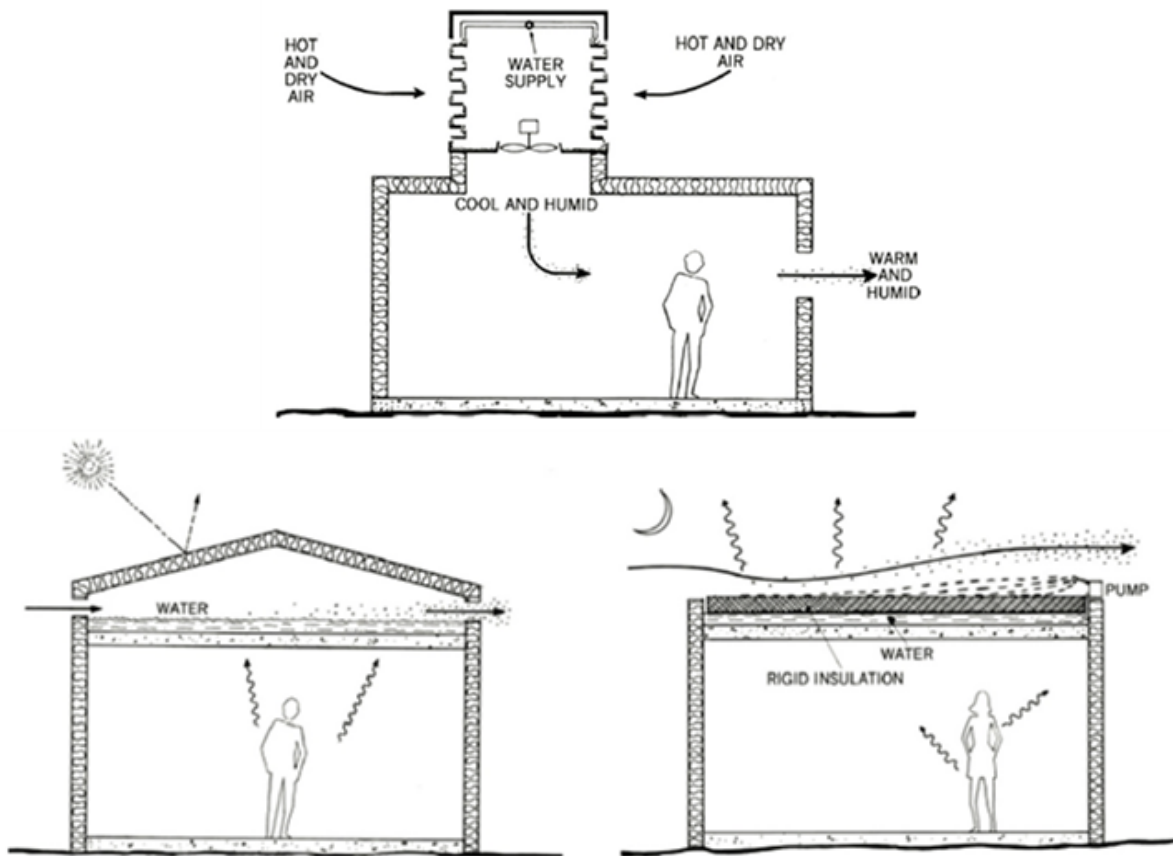 HOT
AND
DRY
AIR
WATER
SUPPLY
HOT AND DRY
AIR
COOL AND HUMID
WARM
AND
HUMID
WATER
PUMP
WATER
RIGID INSULATION